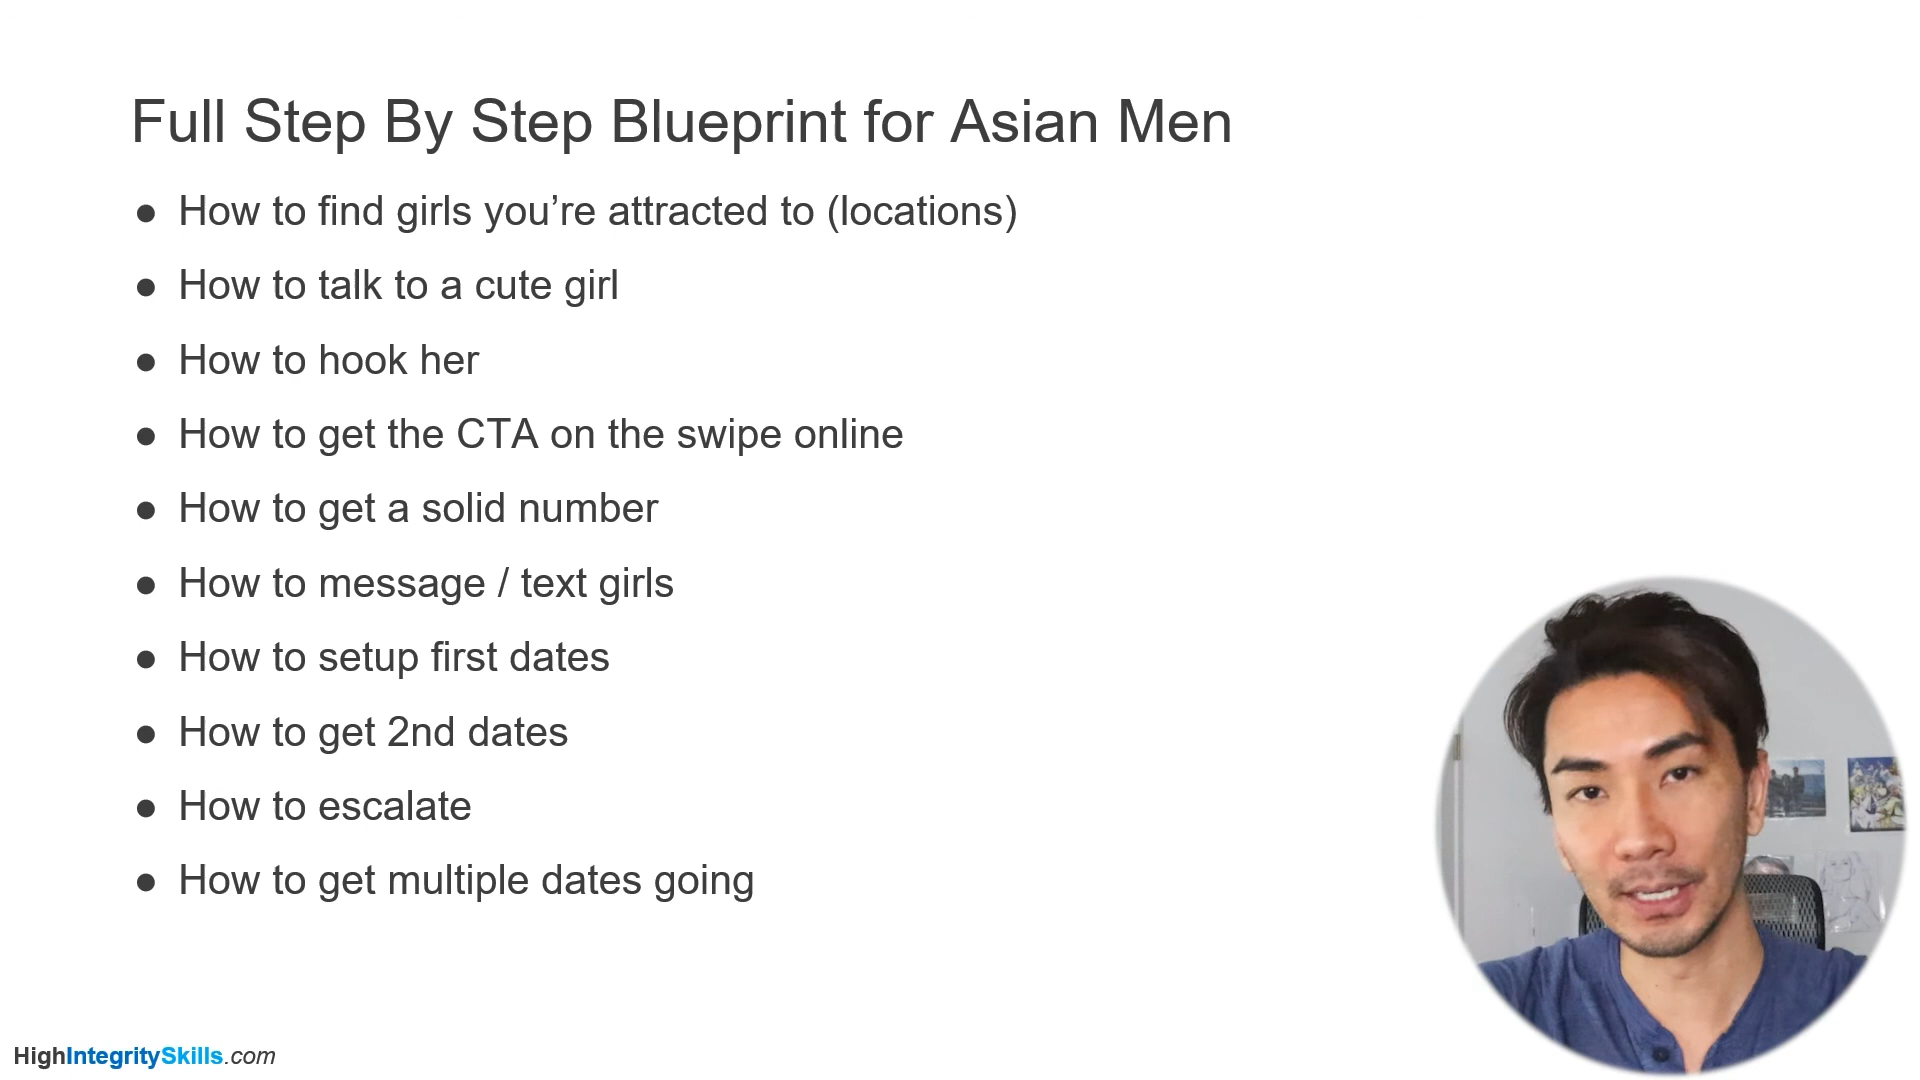 Full Step By Step Blueprint for Asian Men
● How to find girls you’re attracted to (locations)
● How to talk to a cute girl
● How to hook her
● How to get the CTA on the swipe online
● How to get a solid number
● How to message / text girls
● How to setup first dates
● How to get 2nd dates
● How to escalate
● How to get multiple dates going
HighIntegritySkills.com